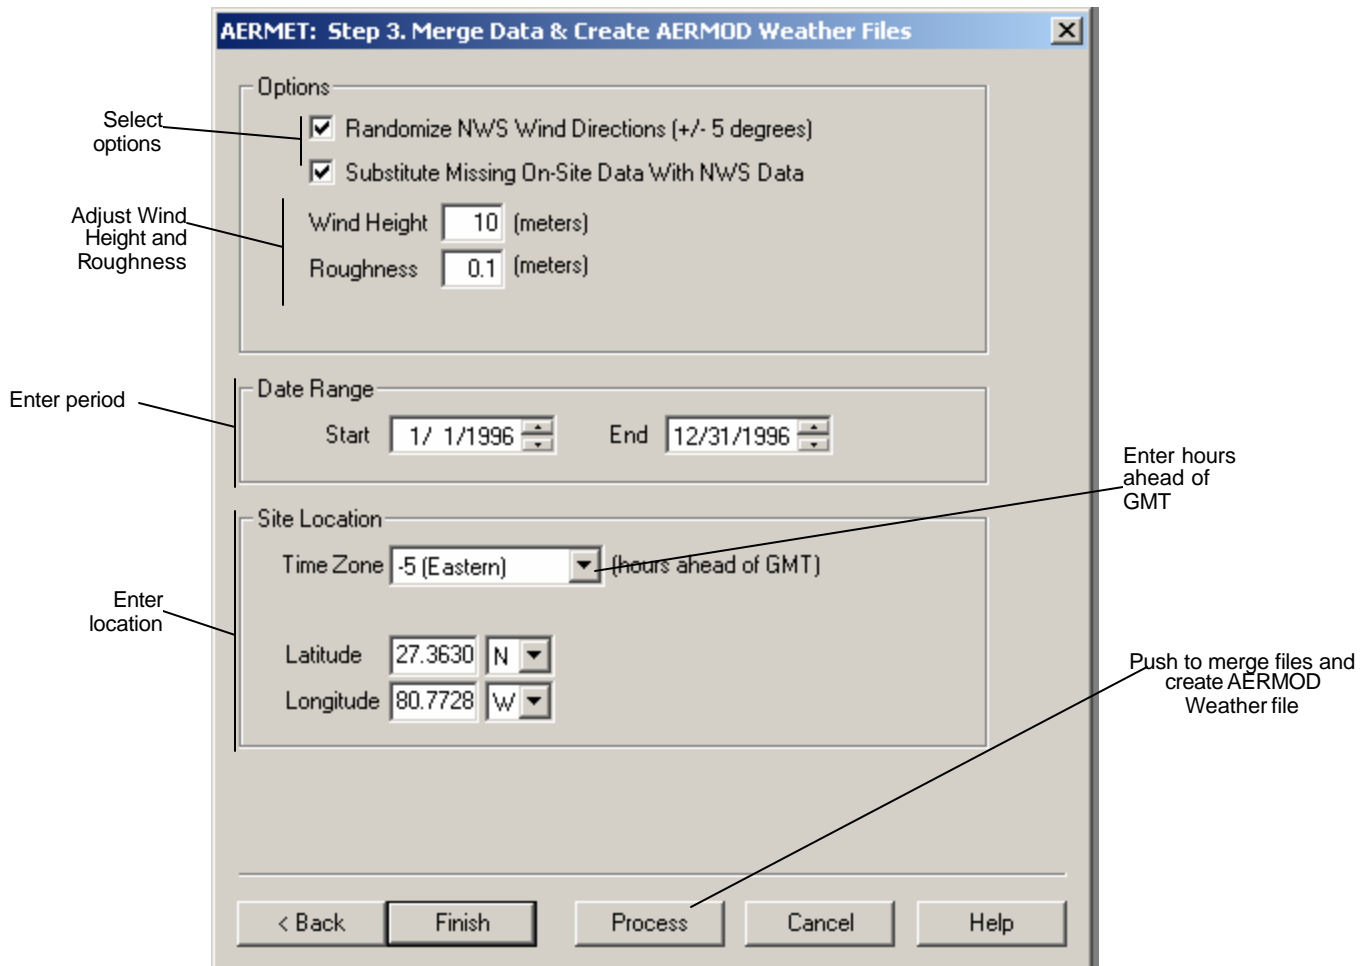 AERMET: Step 3. Merge Data & Create AERMOD Weather Files
Options
Select
options
Randomize NWS Wind Directions (+/- 5 degrees)
Substitute Missing On-Site Data With NWS Data
Adjust Wind
Height and
Roughness
Wind Height 10 (meters)
Roughness 0.1 (meters)
Date Range
Enter period
Start 1/ 1/1996 End 12/31/1996
Enter hours
ahead of
GMT
Site Location
Time Zone -5 (Eastern) (hours ahead of GMT)
Enter
location
Latitude 27.3630 N
Longitude 80.7728 W
Push to merge files and
create AERMOD
Weather file
< Back Finish Process Cancel Help